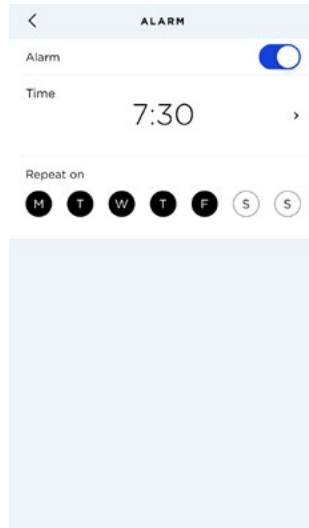 ALARM
Alarm
Time
7:30
Repeat on
M T W T F S S